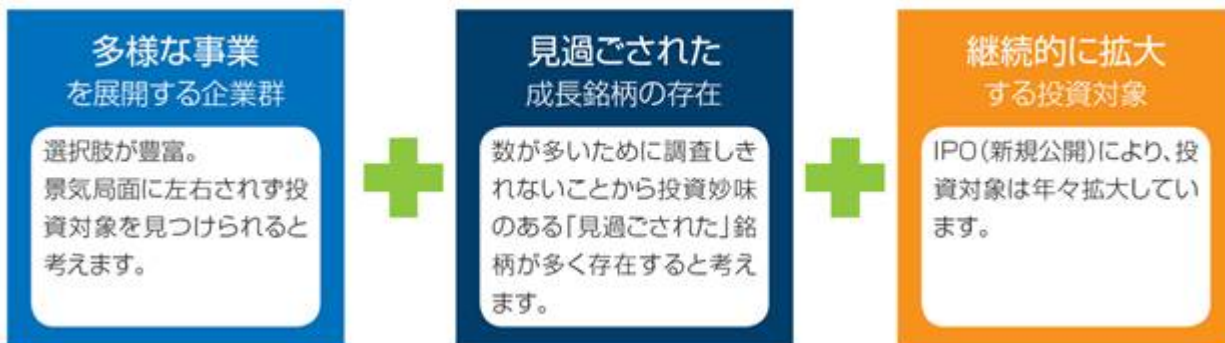 多様な事業
を展開する企業群
選択肢が豊富。
景気局面に左右されず投
資対象を見つけられると
考えます。
見過ごされた
成長銘柄の存在
数が多いために調査しき
れないことから投資妙味
のある「見過ごされた」銘
柄が多く存在すると考え
ます。
継続的に拡大
する投資対象
IPO(新規公開)により、投
資対象は年々拡大してい
ます。